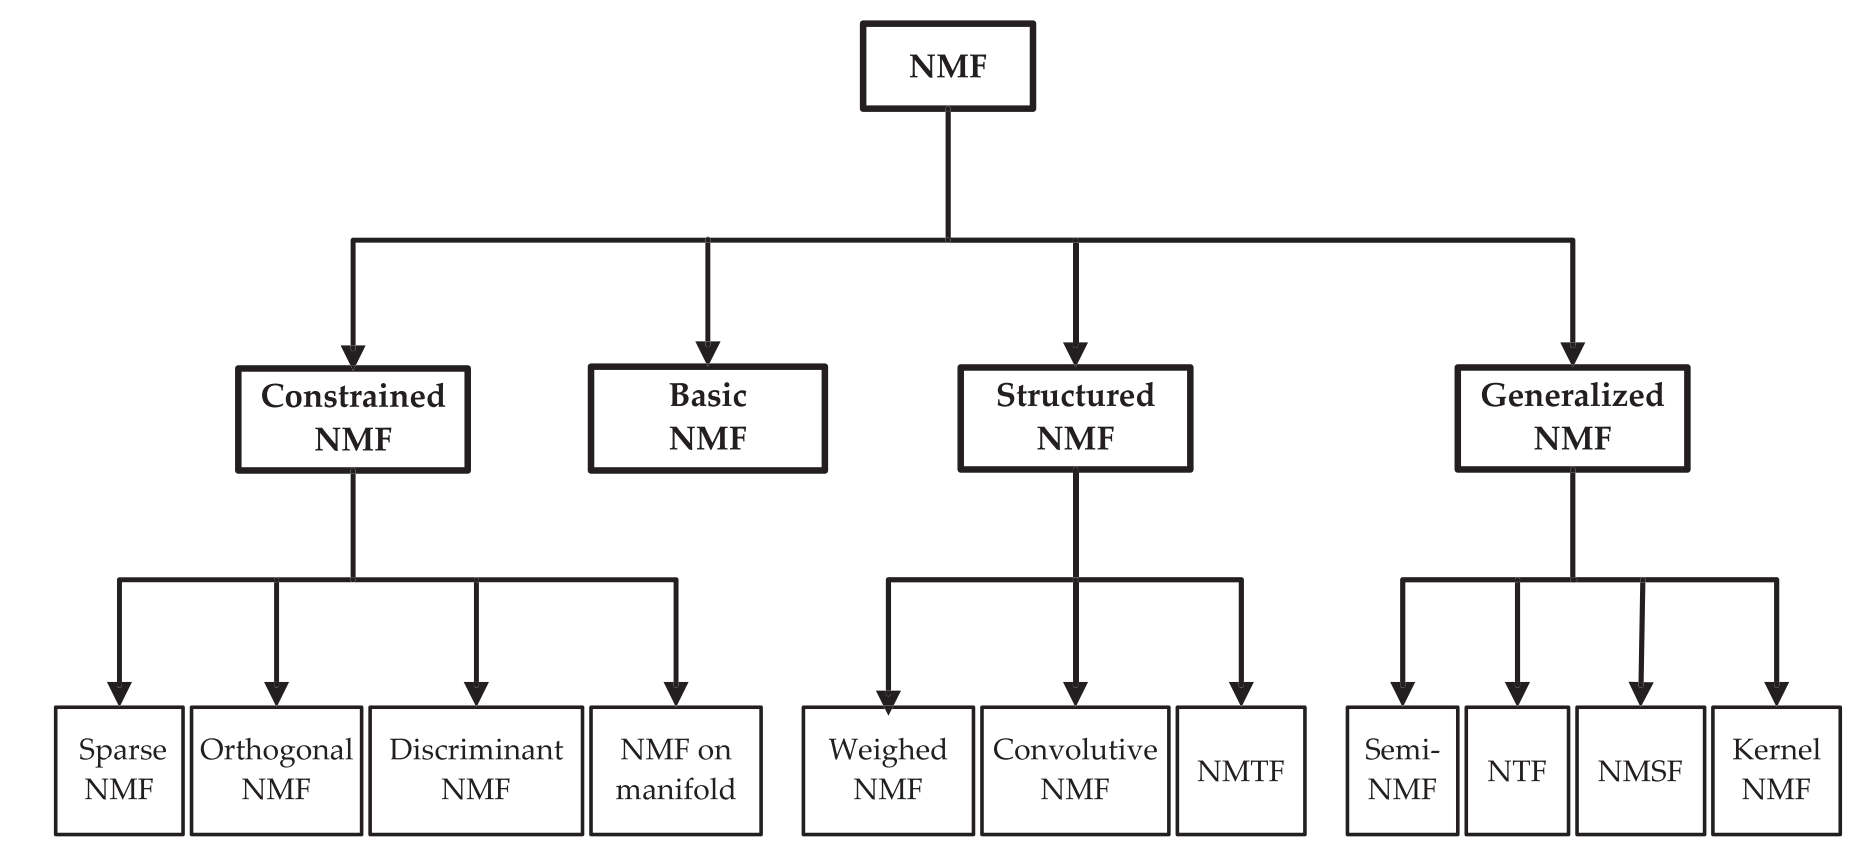 NMF
Constrained
NMF
Basic
NMF
Structured
NMF
Generalized
NMF
Sparse
NMF
Orthogonal
NMF
Discriminant
NMF
NMF on
manifold
Weighed
NMF
Convolutive
NMF
NMTF
Semi-
NMF
NTF
NMSF
Kernel
NMF